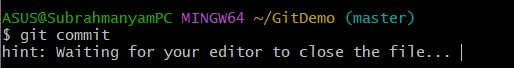 ASUS@SubrahmanyamPC MINGW64 ~/GitDemo (master)
$ git commit
hint: Waiting for your editor to close the file...